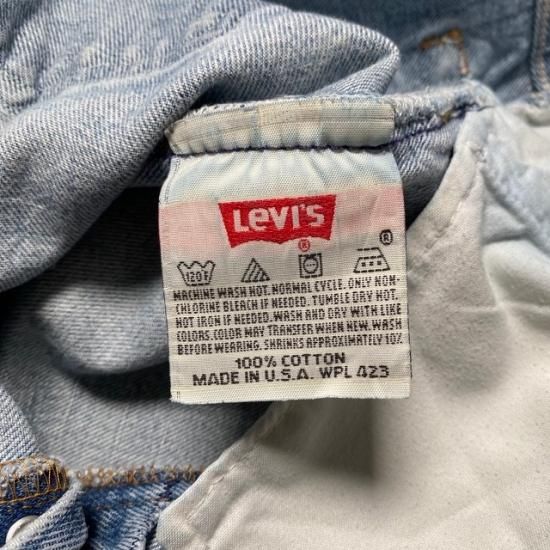 Levi's
®
®
120F
MACHINE WASH HOT. NORMAL CYCLE. ONLY NON-
CHLORINE BLEACH IF NEEDED. TUMBLE DRY HOT.
HOT IRON IF NEEDED. WASH AND DRY WITH LIKE
COLORS. COLOR MAY TRANSFER WHEN NEW. WASH
BEFORE WEARING. SHRINKS APPROXIMATELY 10%
100% COTTON
MADE IN U.S.A. WPL 423